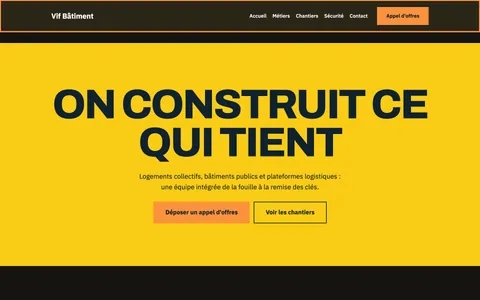 Vif Bâtiment
Accueil Métiers Chantiers Sécurité Contact Appel d'offres
ON CONSTRUIT CE
QUI TIENT
Logements collectifs, bâtiments publics et plateformes logistiques :
une équipe intégrée de la fouille à la remise des clés.
Déposer un appel d'offres Voir les chantiers